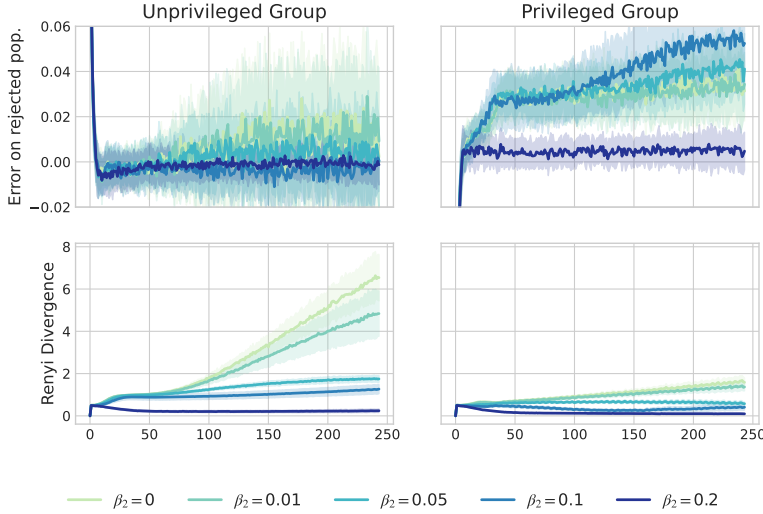 Unprivileged Group
Privileged Group
Error on rejected pop.
0.06
0.04
0.02
0.00
−0.02
Renyi Divergence
8
6
4
2
0
0 50 100 150 200 250
0 50 100 150 200 250
β₂=0 β₂=0.01 β₂=0.05 β₂=0.1 β₂=0.2